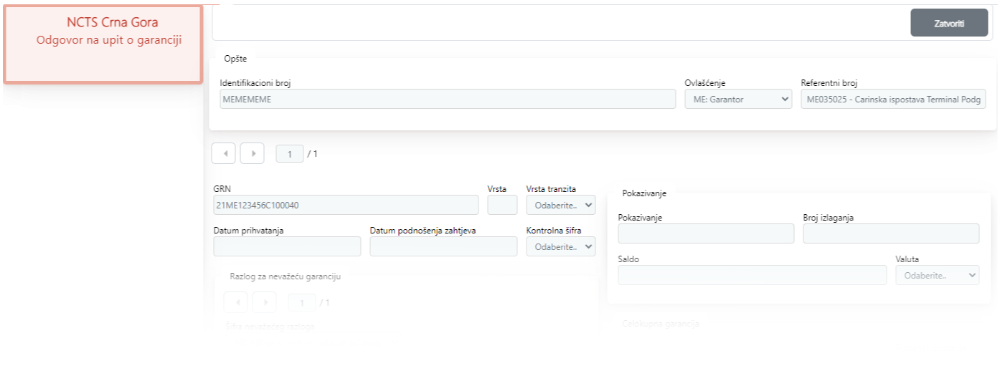 NCTS Crna Gora
Odgovor na upit o garanciji
Zatvoriti
Opšte
Identifikacioni broj
Ovlašćenje
Referentni broj
MEMEMEME
ME: Garantor
ME035025 - Carinska ispostava Terminal Podg
1 / 1
GRN
Vrsta
Vrsta tranzita
21ME123456C100040
Odaberite..
Datum prihvatanja
Datum podnošenja zahtjeva
Kontrolna šifra
Odaberite..
Pokazivanje
Pokazivanje
Broj izlaganja
Saldo
Valuta
Odaberite..
Razlog za nevažeću garanciju
1 / 1
Šifra nevažećeg razloga
Celokupna garancija